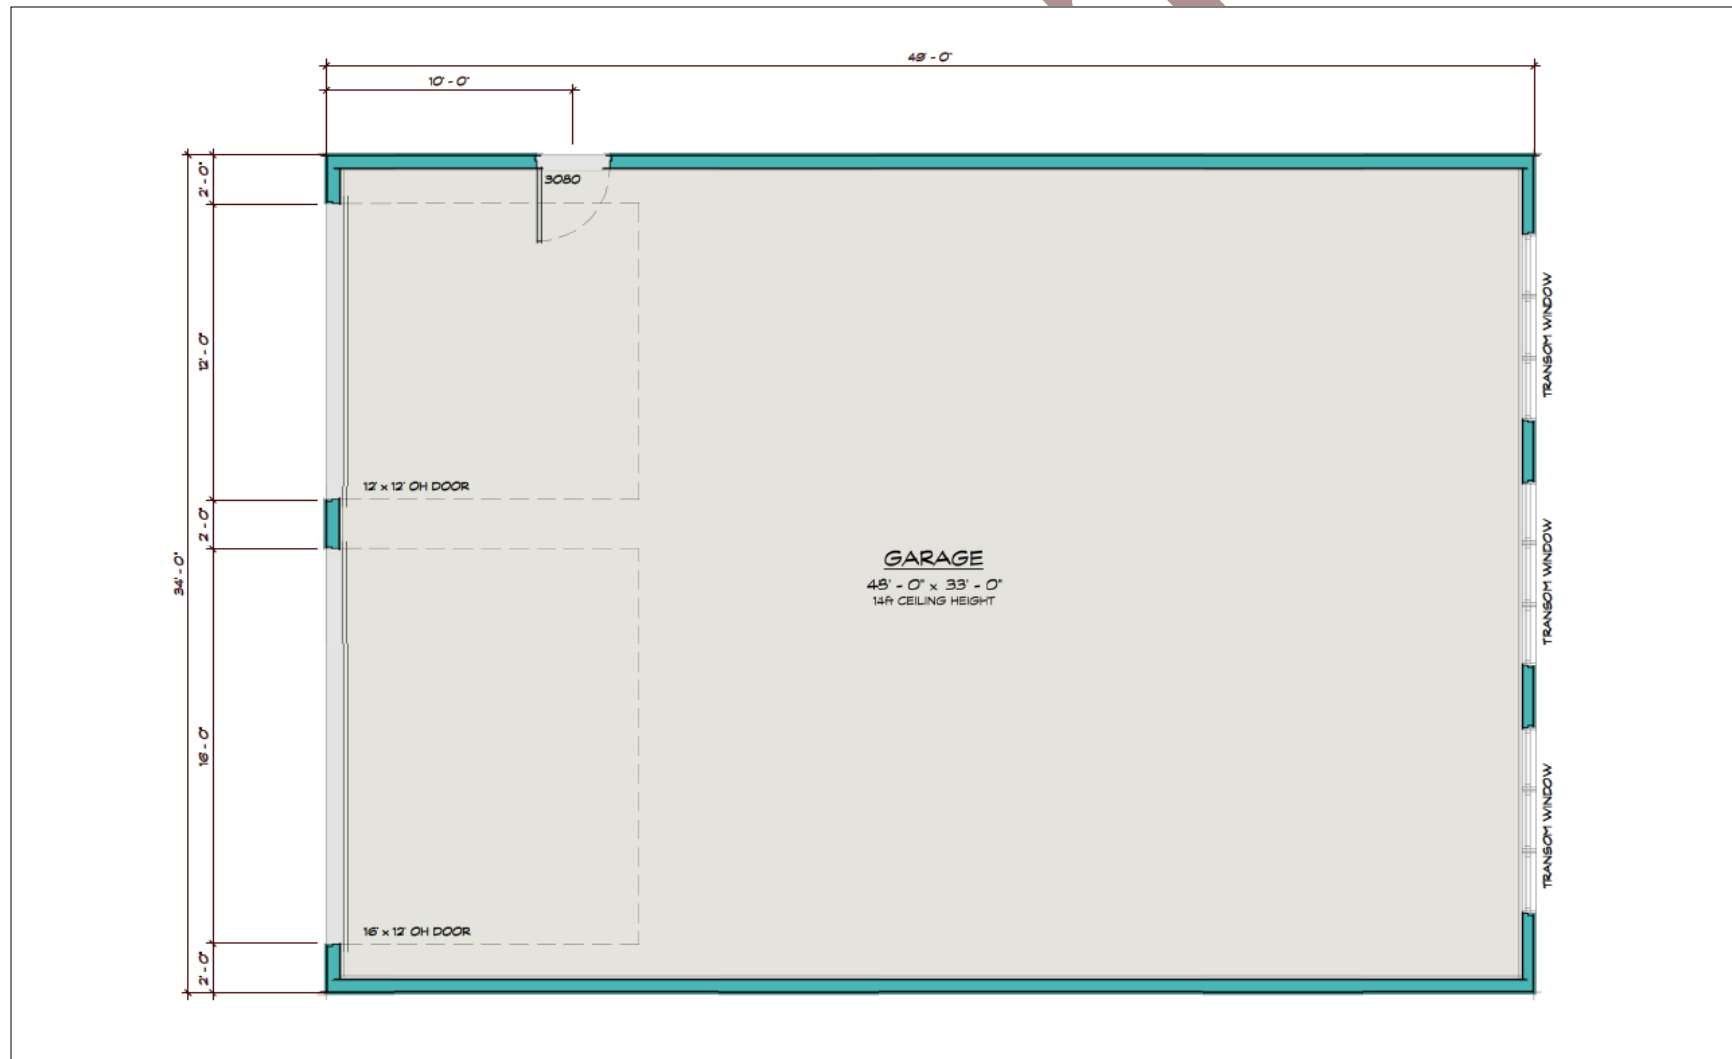 49' - 0"
10' - 0"
2' - 0"
3080
12' - 0"
TRANSOM WINDOW
12' x 12' OH DOOR
2' - 0"
34' - 0"
GARAGE
48' - 0" x 33' - 0"
14ft CEILING HEIGHT
TRANSOM WINDOW
16' - 0"
TRANSOM WINDOW
16' x 12' OH DOOR
2' - 0"